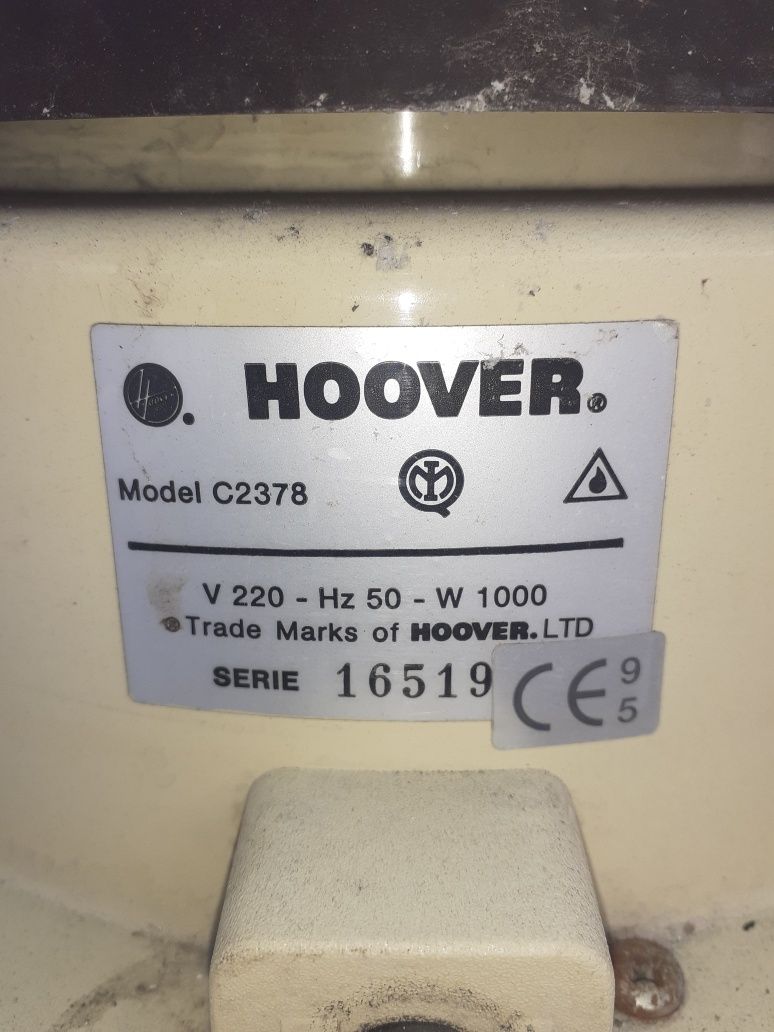 HOOVER.®
Model C2378
V 220 - Hz 50 - W 1000
® Trade Marks of HOOVER. LTD
SERIE 16519
CE 95